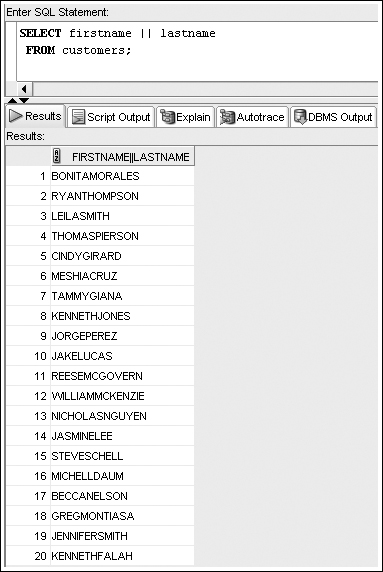 Enter SQL Statement:
SELECT firstname || lastname
FROM customers;
Results Script Output Explain Autotrace DBMS Output
Results:
FIRSTNAME||LASTNAME
1 BONITAMORALES
2 RYANTHOMPSON
3 LEILASMITH
4 THOMASPIERSON
5 CINDYGIRARD
6 MESHIACRUZ
7 TAMMYGIANA
8 KENNETHJONES
9 JORGEPEREZ
10 JAKELUCAS
11 REESEMCGOVERN
12 WILLIAMMCKENZIE
13 NICHOLASNGUYEN
14 JASMINELEE
15 STEVESCHELL
16 MICHELLDAUM
17 BECCANELSON
18 GREGMONTIASA
19 JENNIFERSMITH
20 KENNETHFALAH